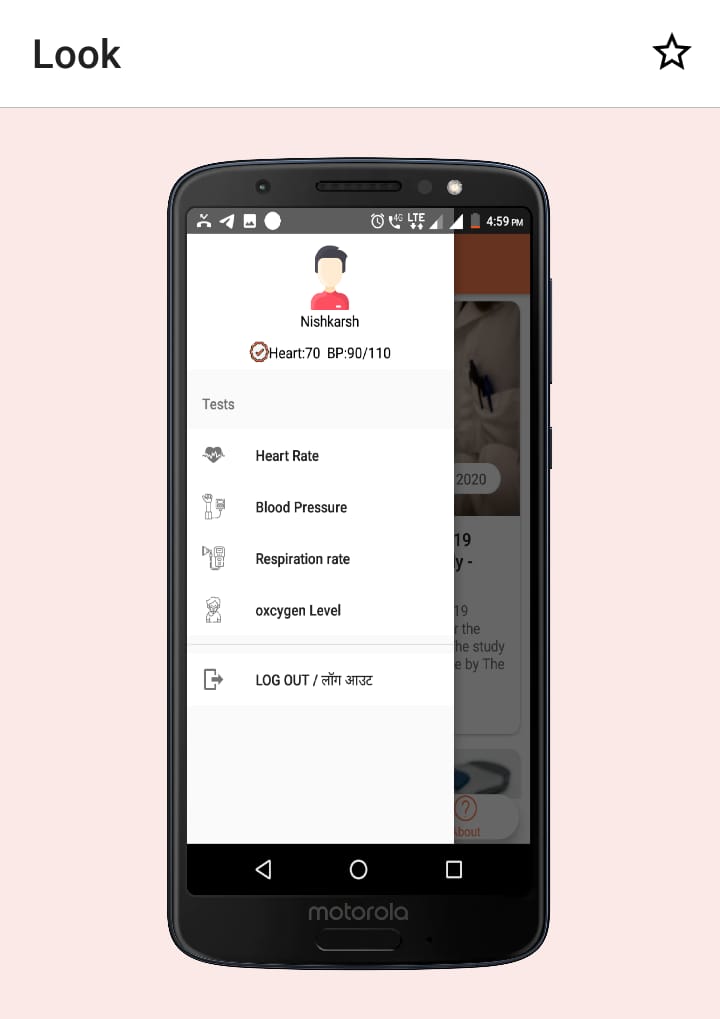 Look
4G LTE 4:59 PM
Nishkarsh
Heart:70 BP:90/110
Tests
Heart Rate
Blood Pressure
Respiration rate
oxcygen Level
LOG OUT / लॉग आउट
2020
19
y -
19
r the
he study
e by The
About
motorola